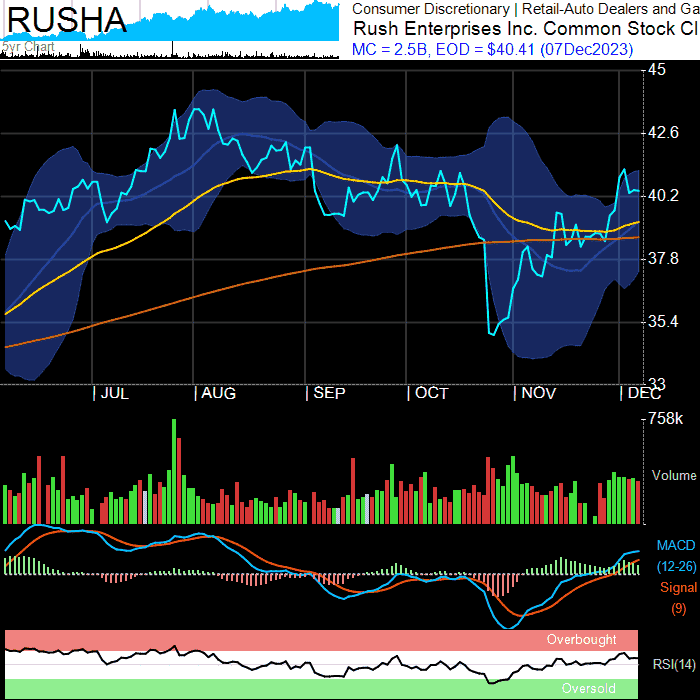 RUSHA
5yr Chart
Consumer Discretionary | Retail-Auto Dealers and Ga
Rush Enterprises Inc. Common Stock Cl
MC = 2.5B, EOD = $40.41 (07Dec2023)
45
42.6
40.2
37.8
35.4
33
JUL
AUG
SEP
OCT
NOV
DEC
758k
Volume
MACD
(12-26)
Signal
(9)
Overbought
RSI(14)
Oversold